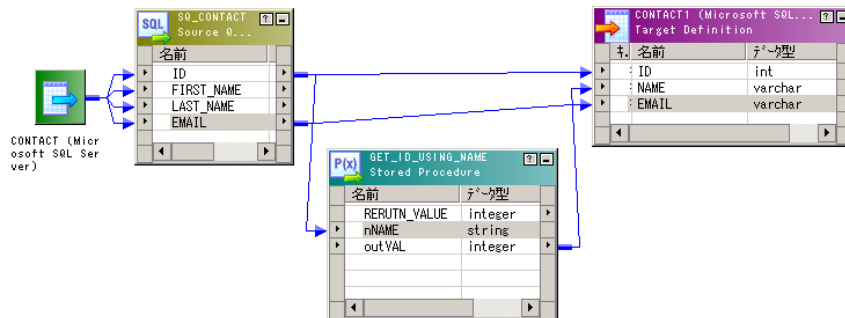 SQL
SQ_CONTACT
Source Q...
名前
ID
FIRST_NAME
LAST_NAME
EMAIL
CONTACT (Micr
osoft SQL Ser
ver)
CONTACT1 (Microsoft SQL...
Target Definition
キ. 名前 ﾃﾞｰﾀ型
ID int
NAME varchar
EMAIL varchar
P(x)
GET_ID_USING_NAME
Stored Procedure
名前 ﾃﾞｰﾀ型
RERUTN_VALUE integer
nNAME string
outVAL integer